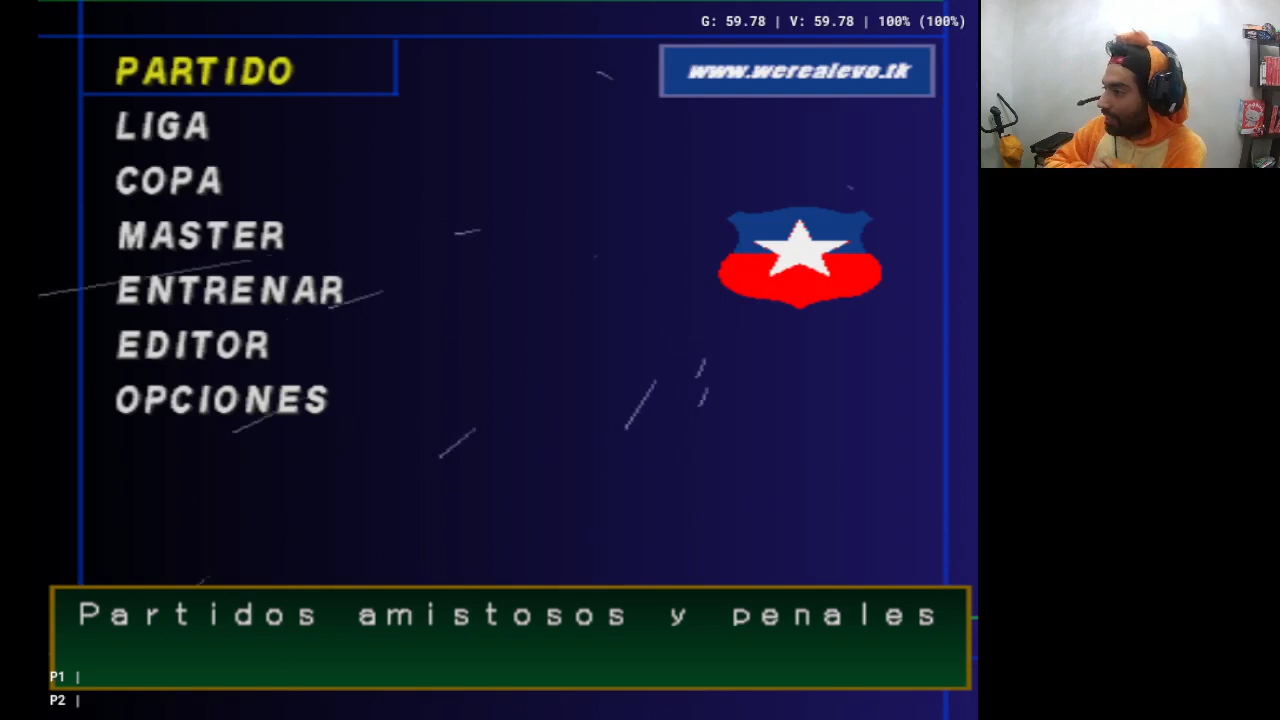 G: 59.78 | V: 59.78 | 100% (100%)
PARTIDO
www.werealevo.tk
LIGA
COPA
MASTER
ENTRENAR
EDITOR
OPCIONES
Partidos amistosos y penales
P1 |
P2 |